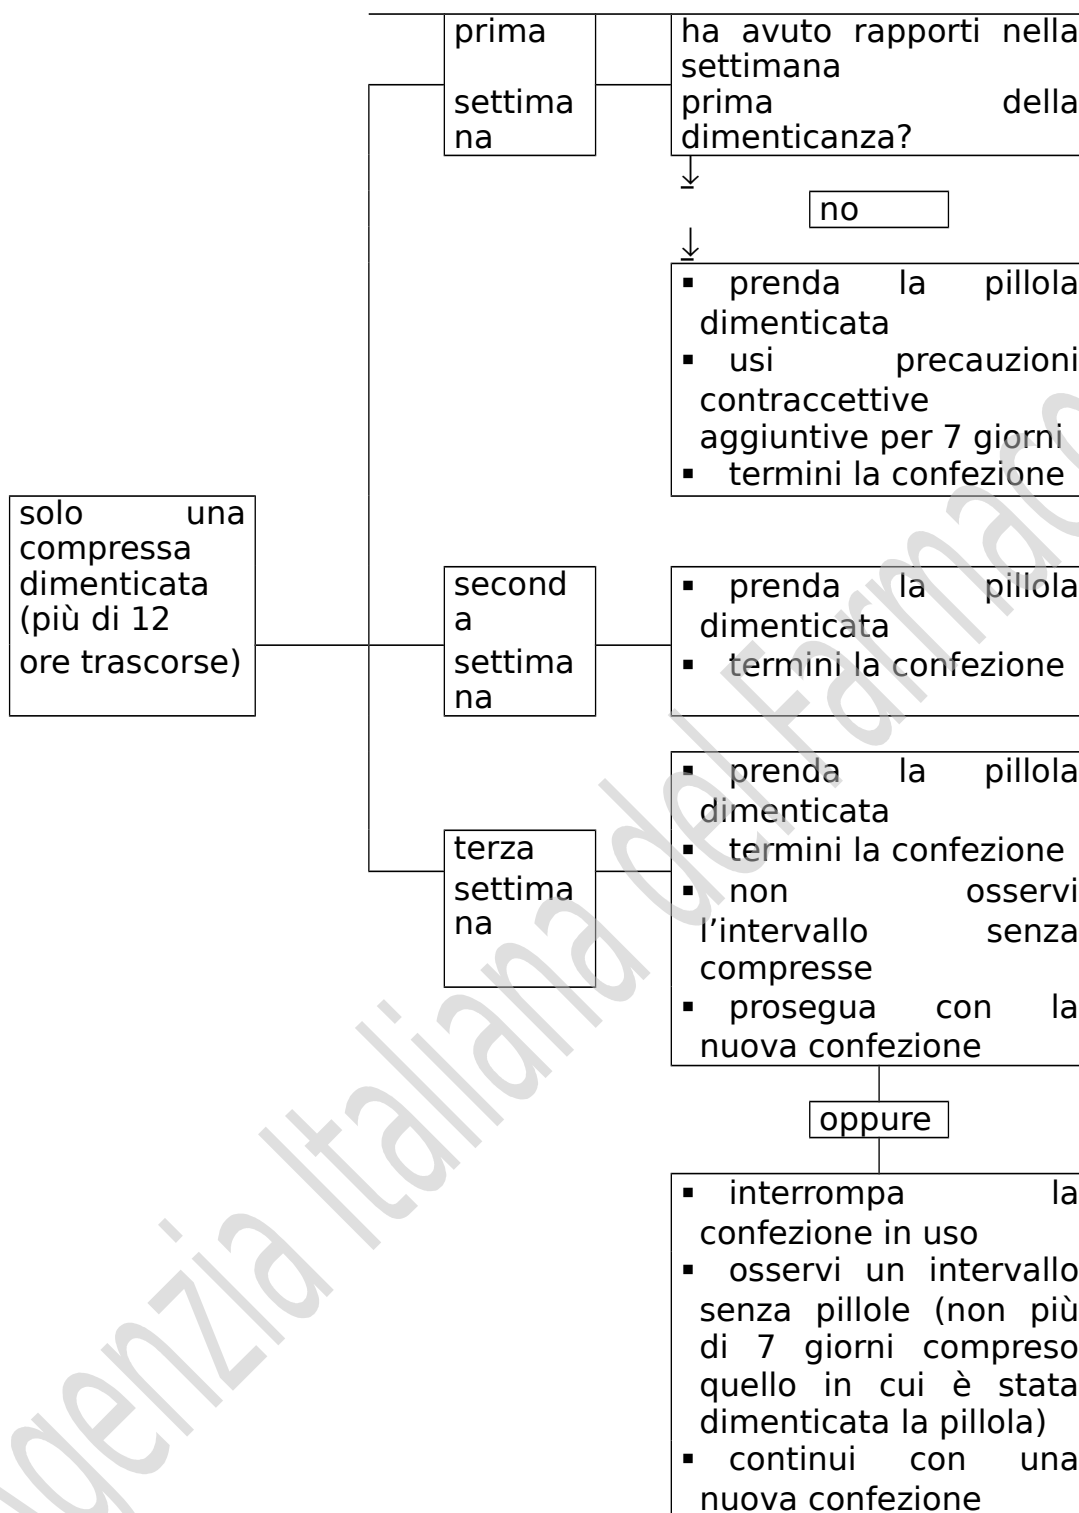 prima
settima
na
ha avuto rapporti nella
settimana
prima della
dimenticanza?
no
▪ prenda la pillola
dimenticata
▪ usi precauzioni
contraccettive
aggiuntive per 7 giorni
▪ termini la confezione
solo una
compressa
dimenticata
(più di 12
ore trascorse)
second
a
settima
na
▪ prenda la pillola
dimenticata
▪ termini la confezione
terza
settima
na
▪ prenda la pillola
dimenticata
▪ termini la confezione
▪ non osservi
l’intervallo senza
compresse
▪ prosegua con la
nuova confezione
oppure
▪ interrompa la
confezione in uso
▪ osservi un intervallo
senza pillole (non più
di 7 giorni compreso
quello in cui è stata
dimenticata la pillola)
▪ continui con una
nuova confezione
genzia Italiana del Farmaco